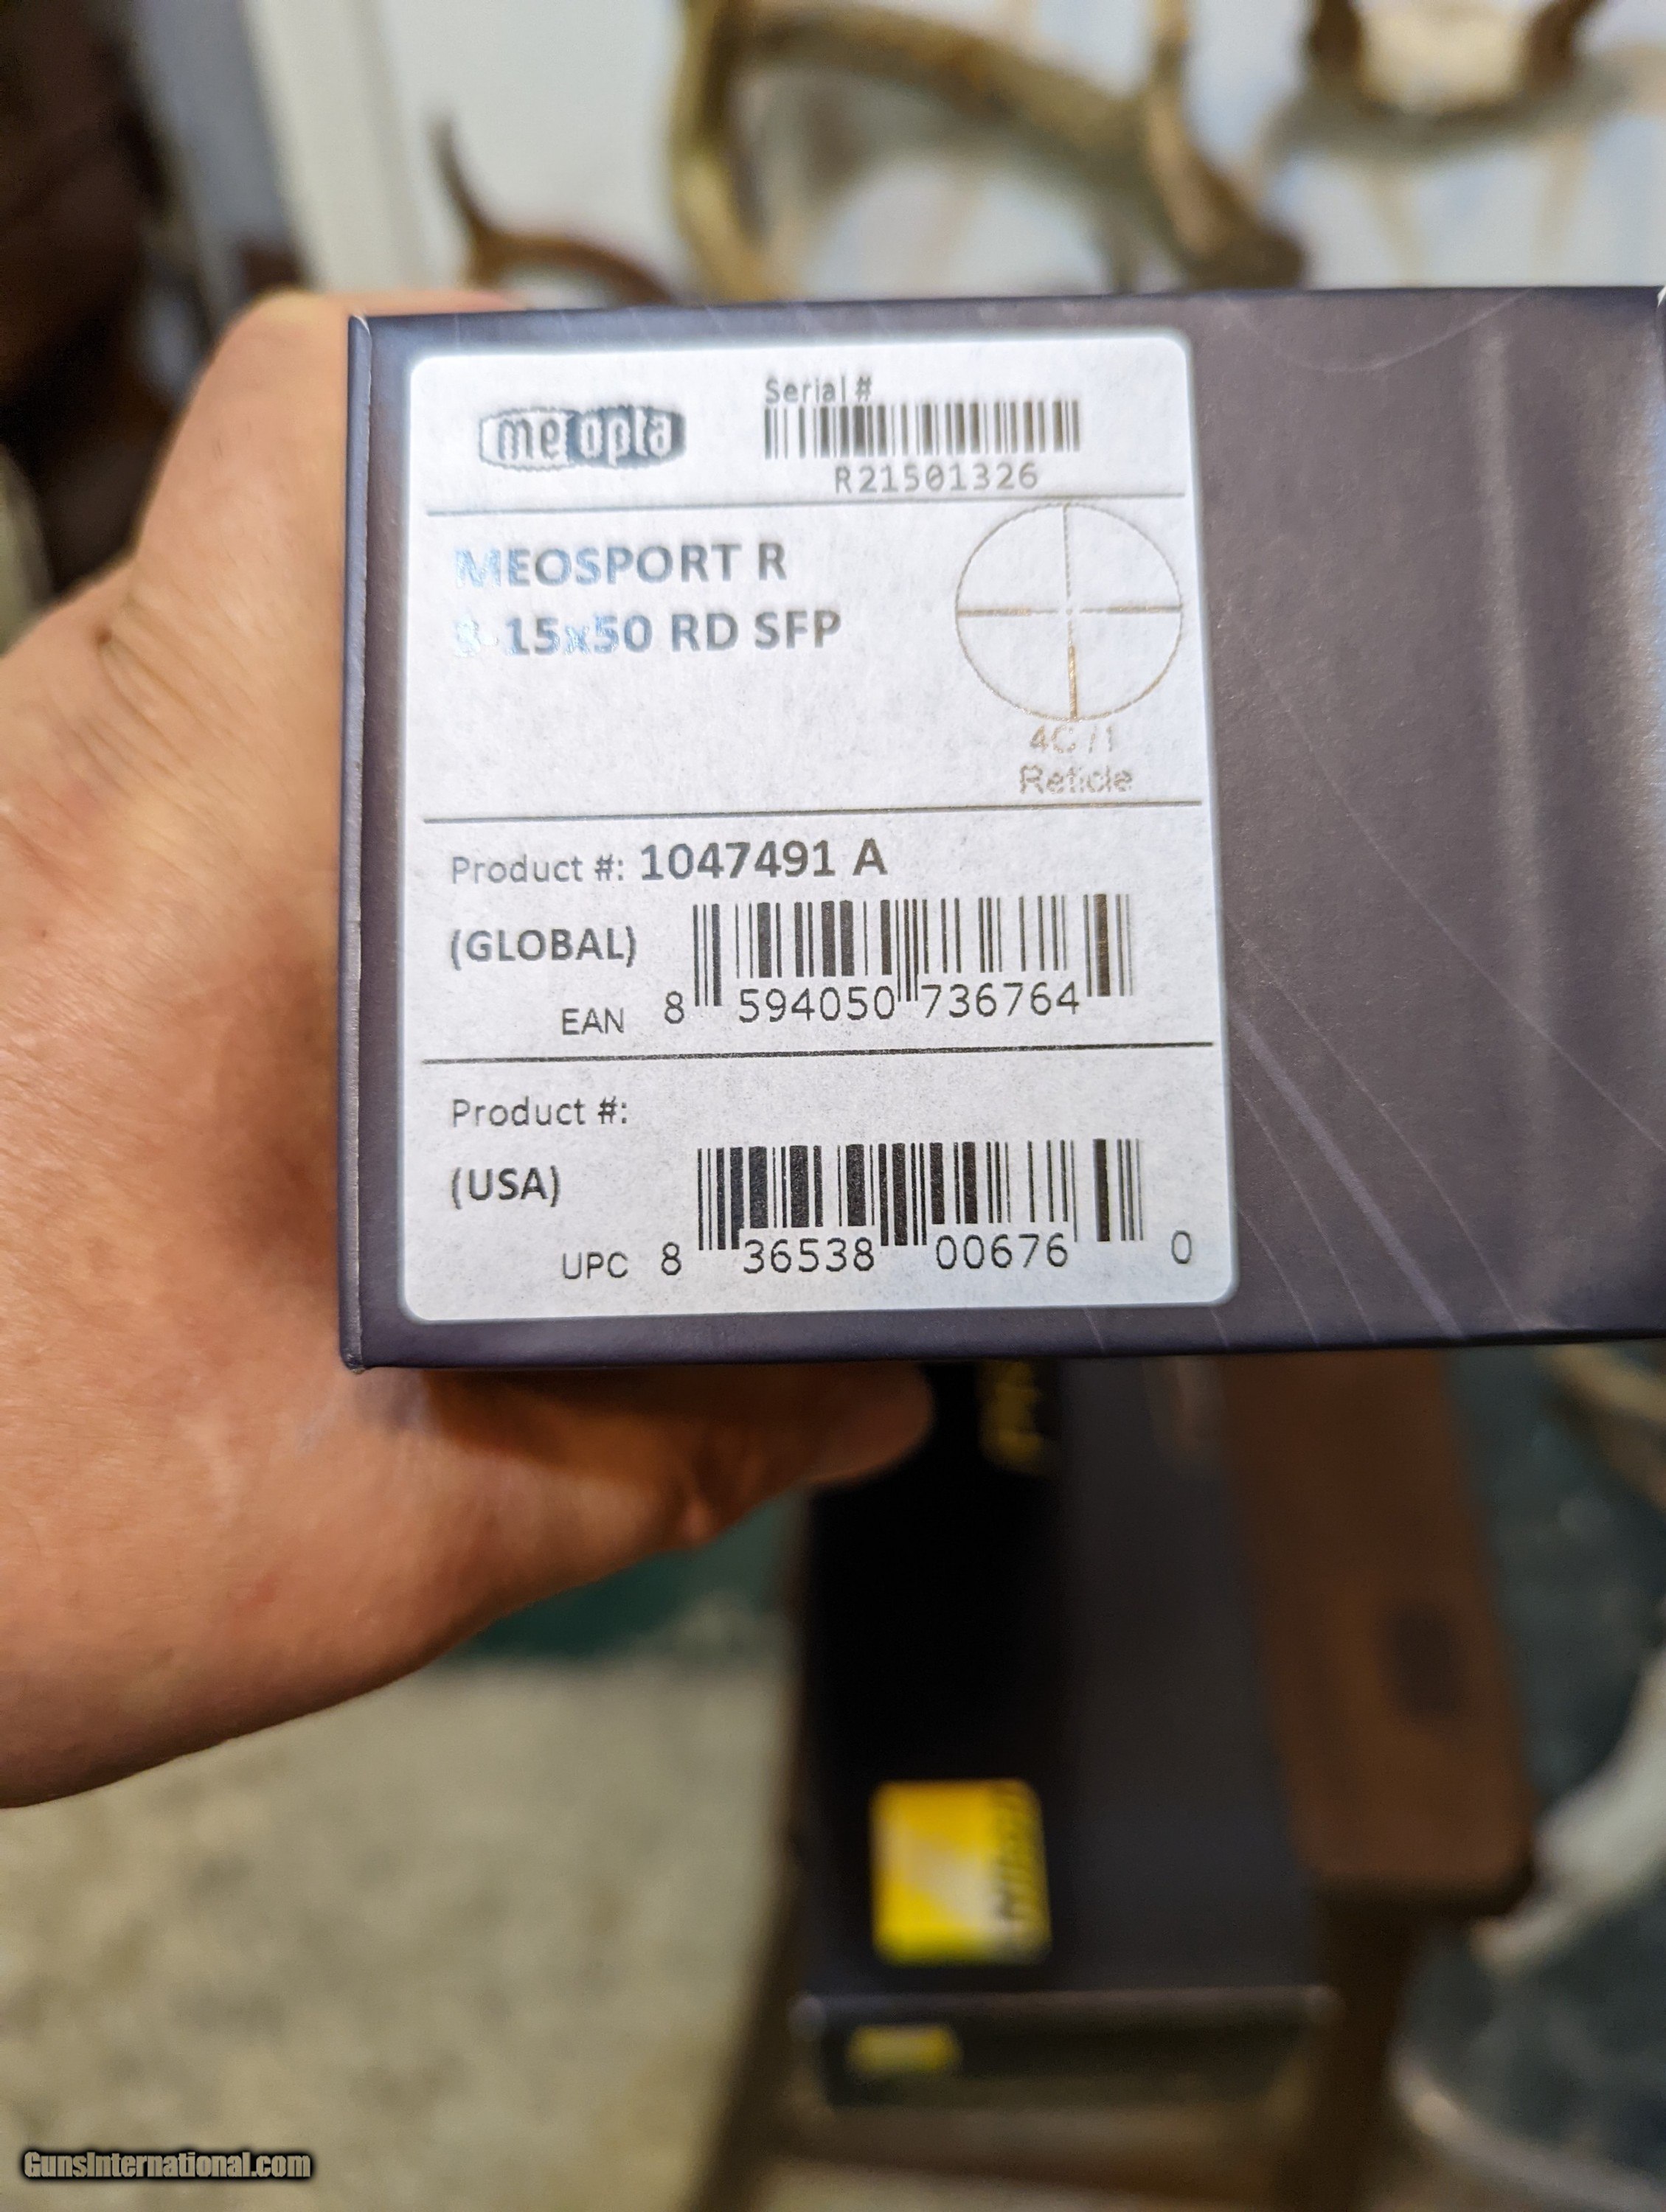 meopta
Serial #
R21501326
MEOSPORT R
3-15x50 RD SFP
4C /1
Reticle
Product #: 1047491 A
(GLOBAL)
EAN 8 594050 736764
Product #:
(USA)
UPC 8 36538 00676 0
GunsInternational.com